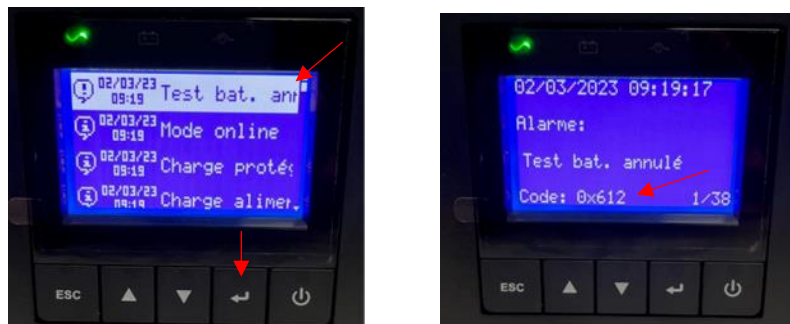 02/03/23
09:19 Test bat. ann
02/03/23
09:19 Mode online
02/03/23
09:19 Charge protég
02/03/23
09:19 Charge alimen
ESC
02/03/2023 09:19:17
Alarme:
Test bat. annulé
Code: 0x612 1/38
ESC